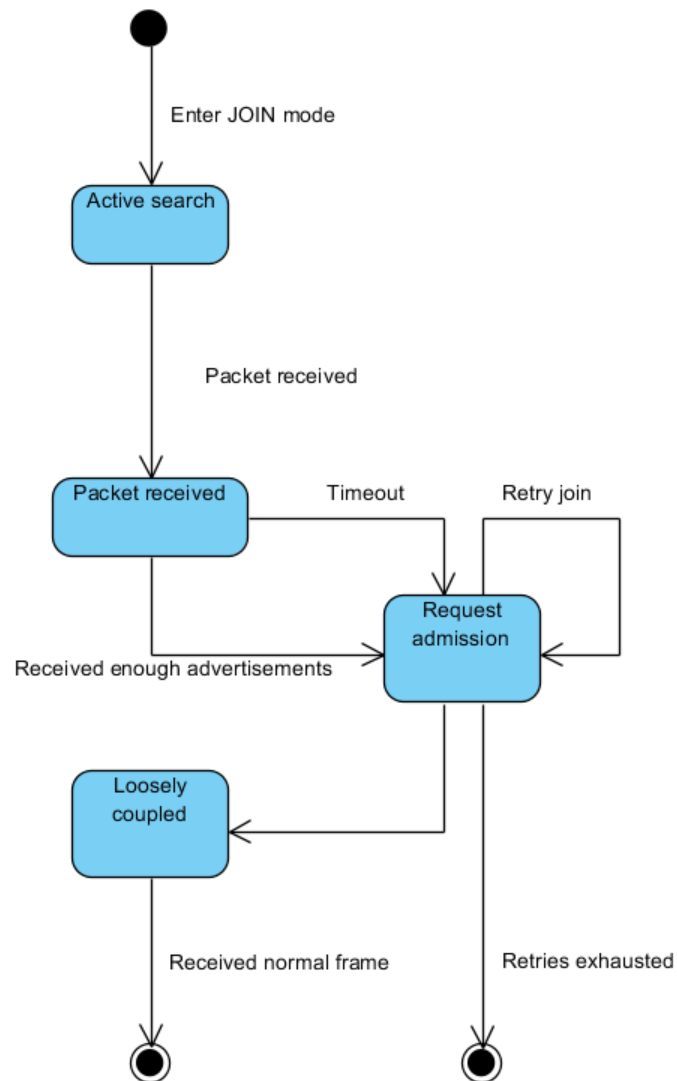 Enter JOIN mode
Active search
Packet received
Packet received
Timeout
Retry join
Request
admission
Received enough advertisements
Loosely
coupled
Received normal frame
Retries exhausted